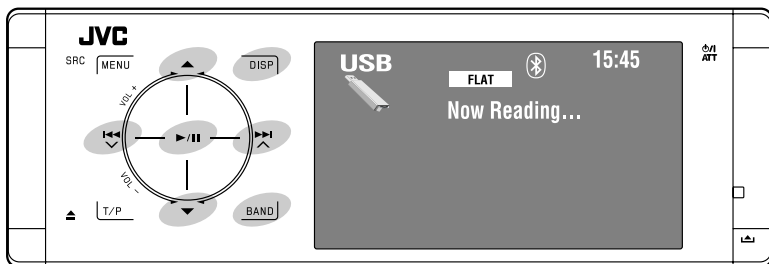 JVC
SRC MENU DISP
VOL +
VOL –
T/P BAND
USB
FLAT
15:45
Now Reading...
⏻/I
ATT